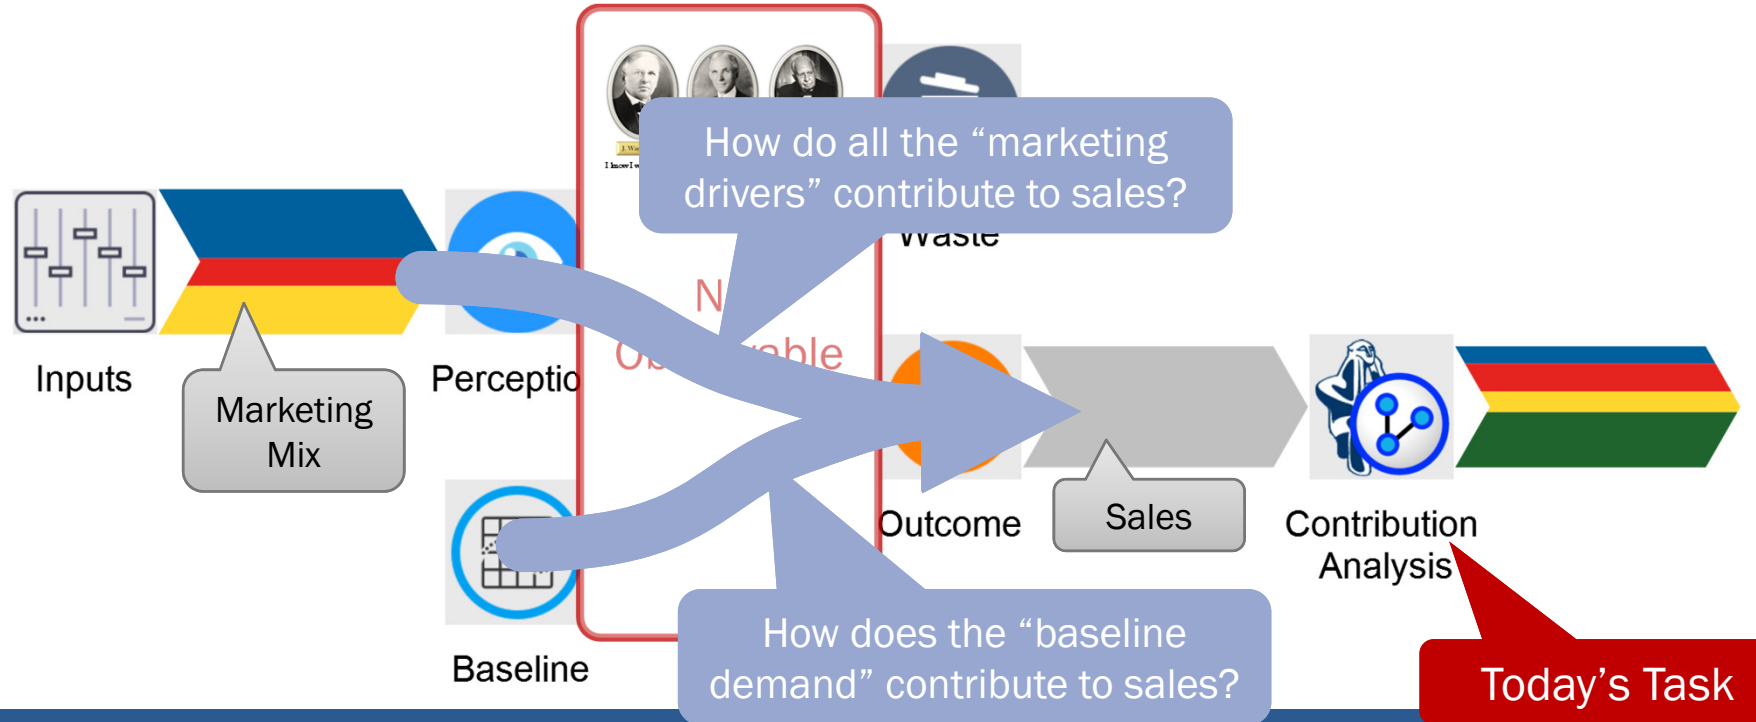 How do all the “marketing
drivers” contribute to sales?
Waste
Inputs
Marketing
Mix
Perceptio
Outcome
Sales
Contribution
Analysis
Baseline
How does the “baseline
demand” contribute to sales?
Today’s Task